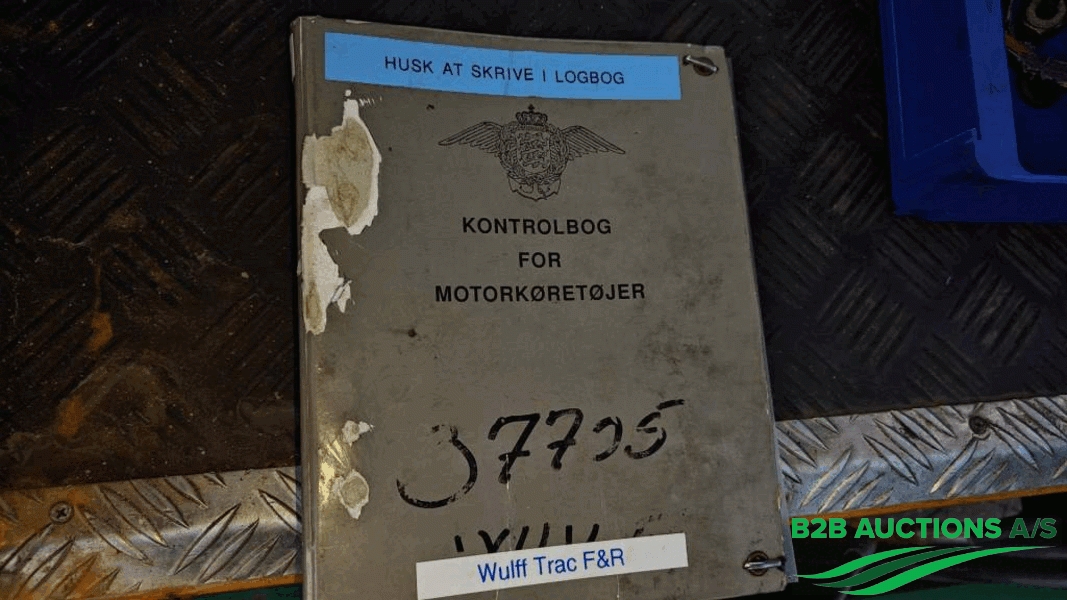 HUSK AT SKRIVE I LOGBOG
KONTROLBOG
FOR
MOTORKØRETØJER
37705
Wulff Trac F&R
B2B AUCTIONS A/S